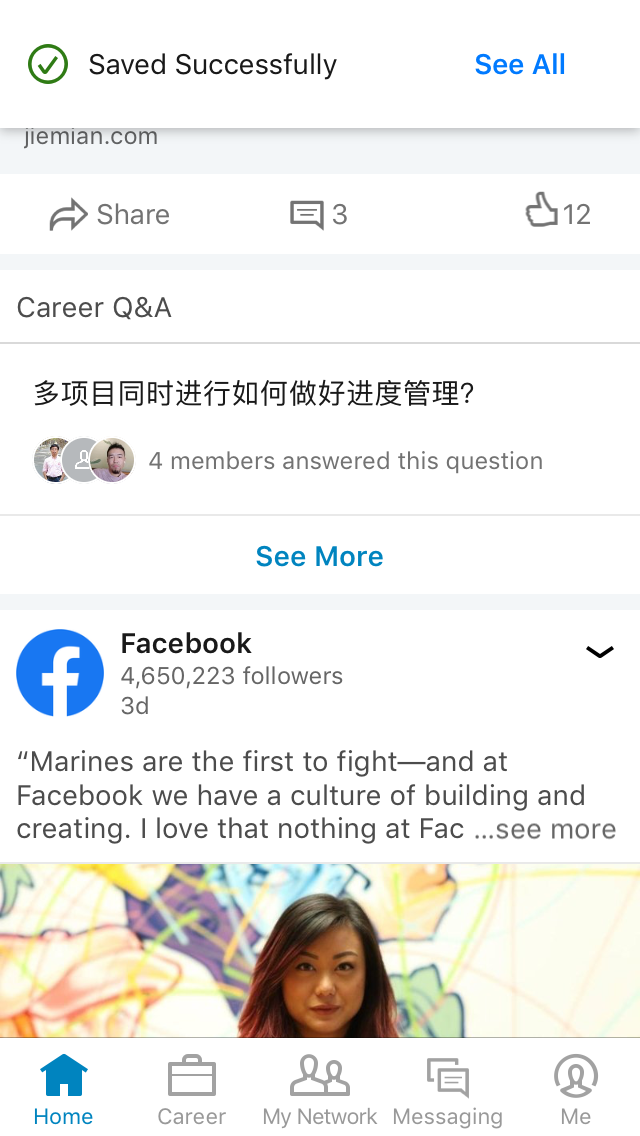 Saved Successfully
See All
jiemian.com
Share
3
12
Career Q&A
多项目同时进行如何做好进度管理?
4 members answered this question
See More
Facebook
4,650,223 followers
3d
“Marines are the first to fight—and at
Facebook we have a culture of building and
creating. I love that nothing at Fac ...see more
Home
Career
My Network
Messaging
Me